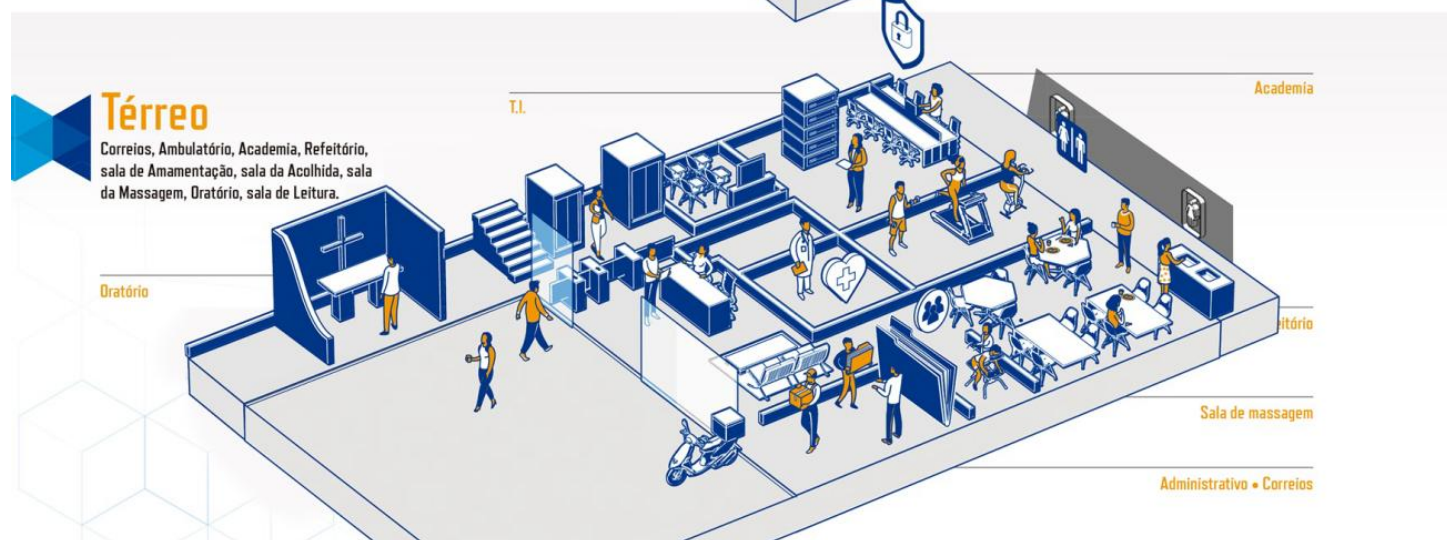 Térreo
Correios, Ambulatório, Academia, Refeitório,
sala de Amamentação, sala da Acolhida, sala
da Massagem, Oratório, sala de Leitura.
T.I.
Academia
Oratório
Sala de massagem
Administrativo • Correios